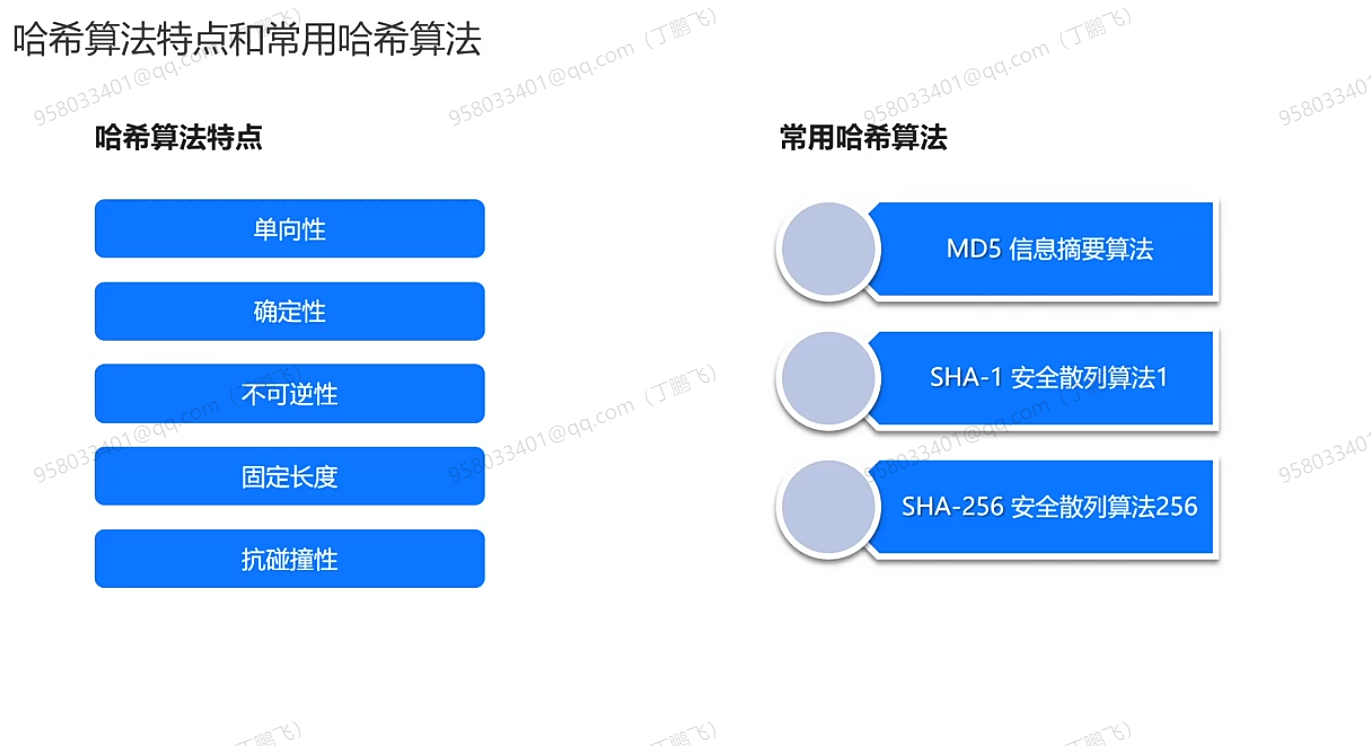 哈希算法特点和常用哈希算法
958033401@qq.com（丁鹏飞）
958033401@qq.com（丁鹏飞）
958033401@qq.com（丁鹏飞）
958033401
哈希算法特点
单向性
确定性
不可逆性
固定长度
抗碰撞性
常用哈希算法
MD5 信息摘要算法
SHA-1 安全散列算法1
SHA-256 安全散列算法256
958033401@qq.com（丁鹏飞）
958033401@qq.com（丁鹏飞）
958033401@qq.com（丁鹏飞）
95803340
（丁鹏飞）
（丁鹏飞）
（丁鹏飞）